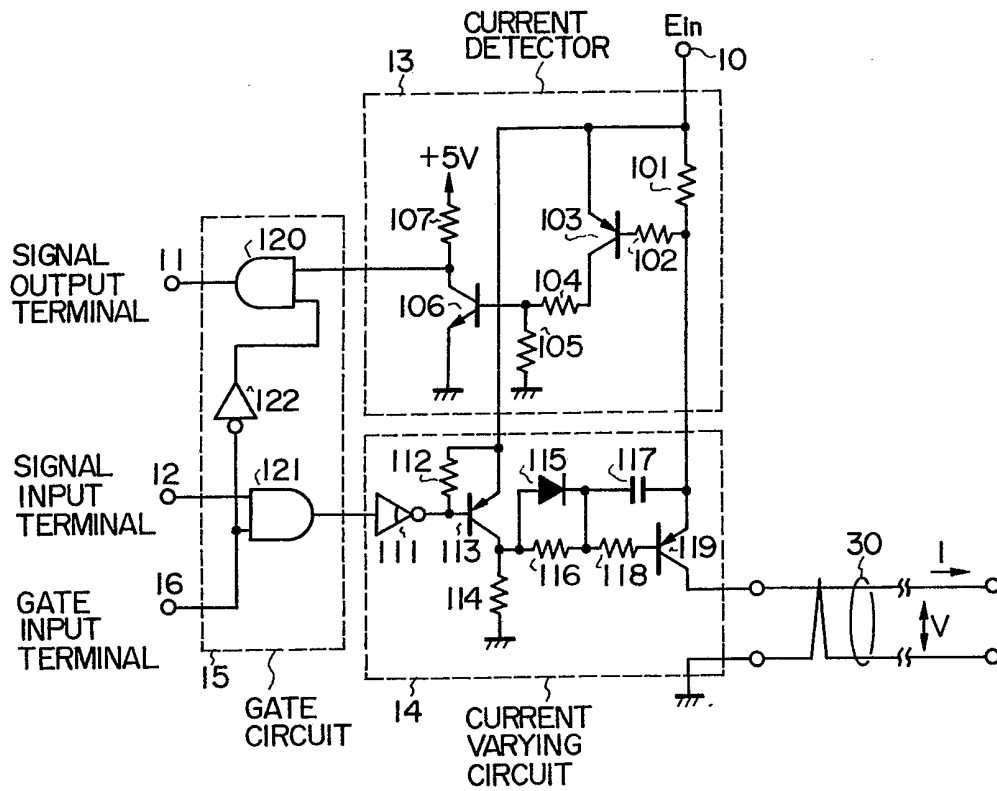 CURRENT
DETECTOR
Ein
10
13
+5V
101
107
103
102
SIGNAL
OUTPUT
TERMINAL
11
120
106
104
105
122
SIGNAL
INPUT
TERMINAL
12
121
112
115
117
111
113
116
118
119
114
30
I
V
GATE
INPUT
TERMINAL
16
15
GATE
CIRCUIT
14
CURRENT
VARYING
CIRCUIT